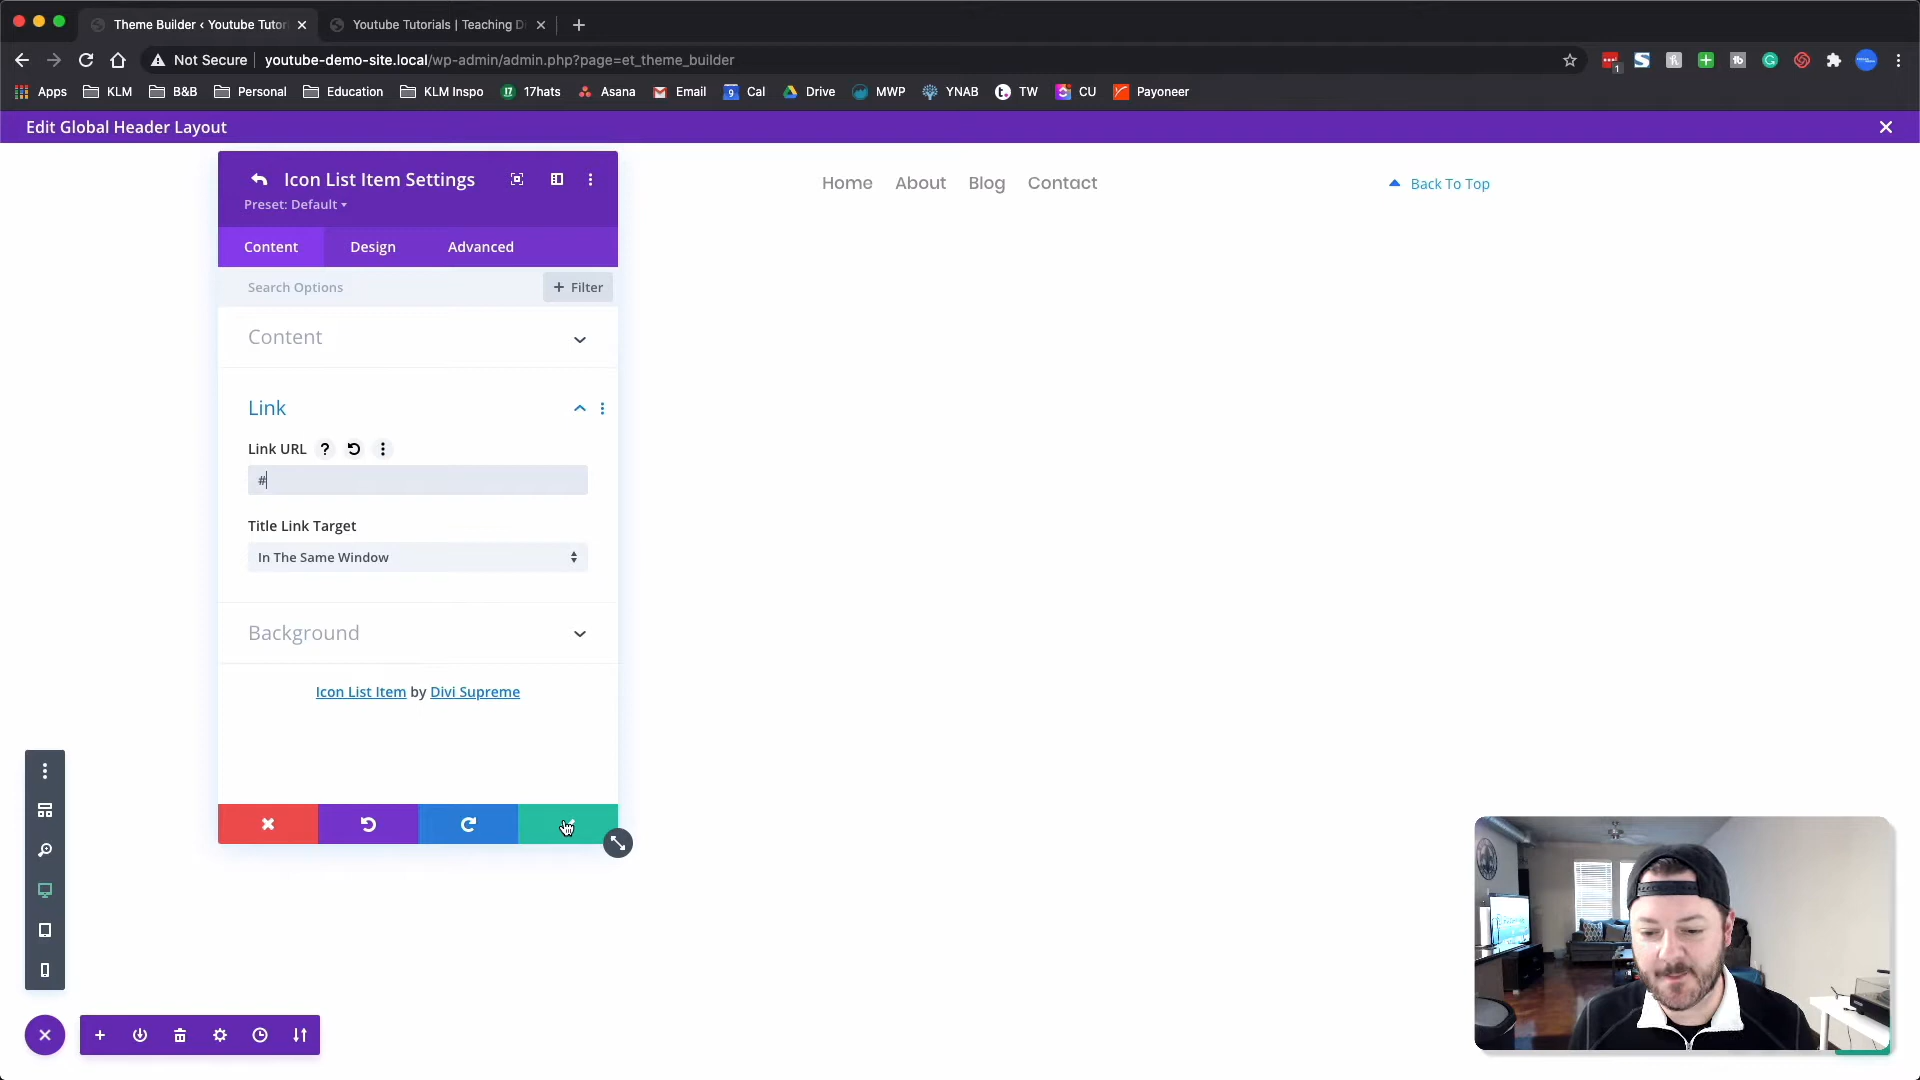 Theme Builder ‹ Youtube Tutori
Youtube Tutorials | Teaching D
Not Secure | youtube-demo-site.local/wp-admin/admin.php?page=et_theme_builder
1
Apps KLM B&B Personal Education KLM Inspo 17hats Asana Email Cal Drive MWP YNAB TW CU Payoneer
Edit Global Header Layout
Icon List Item Settings
Preset: Default
Home About Blog Contact
Back To Top
Content Design Advanced
Search Options
+ Filter
Content
Link
Link URL ?
#
Title Link Target
In The Same Window
Background
Icon List Item by Divi Supreme